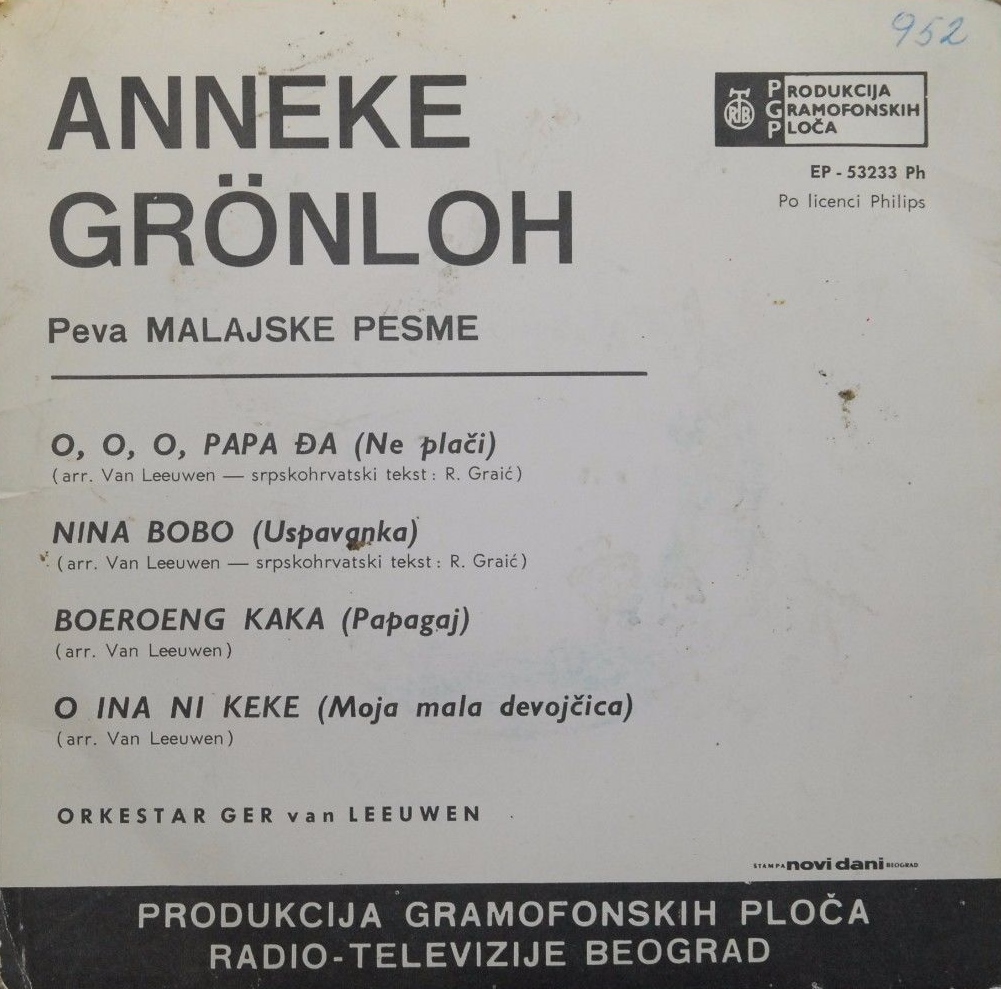 952
ANNEKE
GRÖNLOH
RTB
PGP
PRODUKCIJA
GRAMOFONSKIH
PLOČA
EP - 53233 Ph
Po licenci Philips
Peva MALAJSKE PESME
O, O, O, PAPA ĐA (Ne plači)
(arr. Van Leeuwen — srpskohrvatski tekst: R. Graić)
NINA BOBO (Uspavanka)
(arr. Van Leeuwen — srpskohrvatski tekst: R. Graić)
BOEROENG KAKA (Papagaj)
(arr. Van Leeuwen)
O INA NI KEKE (Moja mala devojčica)
(arr. Van Leeuwen)
ORKESTAR GER van LEEUWEN
ŠTAMPA novi dani BEOGRAD
PRODUKCIJA GRAMOFONSKIH PLOČA
RADIO-TELEVIZIJE BEOGRAD